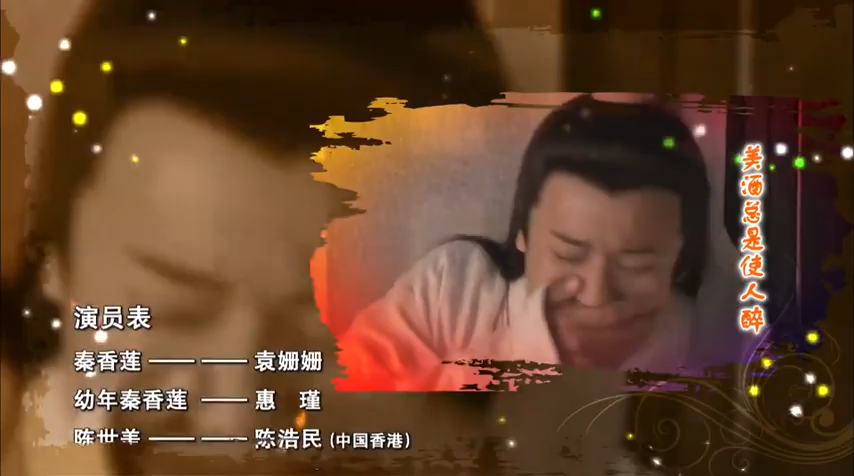 美酒总是使人醉
演员表
秦香莲 —— —— 袁姗姗
幼年秦香莲 —— 惠 瑾
陈世美 —— —— 陈浩民(中国香港)